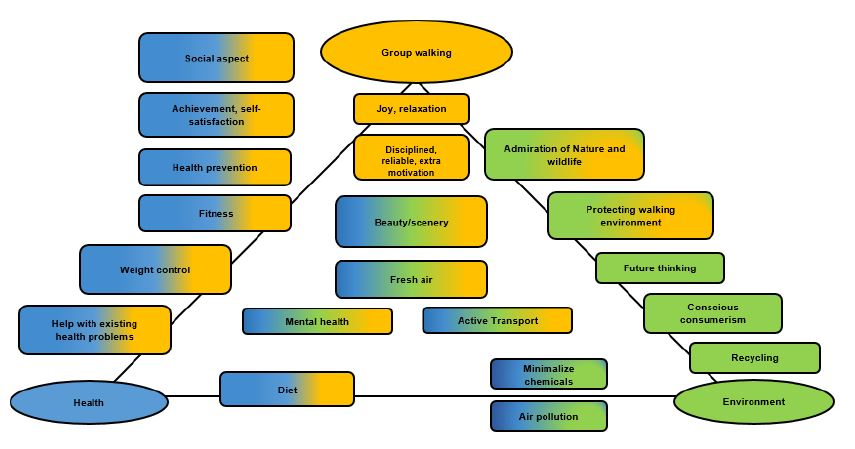 Group walking
Social aspect
Joy, relaxation
Achievement, self-
satisfaction
Disciplined,
reliable, extra
motivation
Admiration of Nature and
wildlife
Health prevention
Fitness
Beauty/scenery
Protecting walking
environment
Weight control
Fresh air
Future thinking
Help with existing
health problems
Mental health
Active Transport
Conscious
consumerism
Recycling
Minimalize
chemicals
Diet
Health
Environment
Air pollution